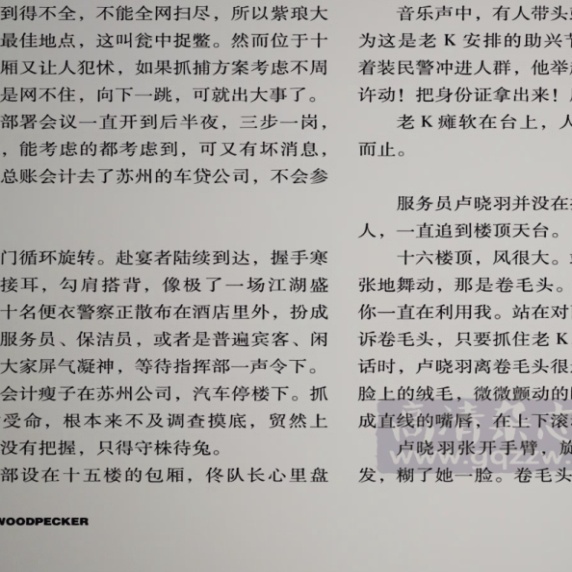 到得不全，不能全网扫尽，所以紫琅大
最佳地点，这叫瓮中捉鳖。然而位于十
厢又让人犯怵，如果抓捕方案考虑不周
是网不住，向下一跳，可就出大事了。
部署会议一直开到后半夜，三步一岗，
，能考虑的都考虑到，可又有坏消息，
总账会计去了苏州的车贷公司，不会参
门循环旋转。赴宴者陆续到达，握手寒
接耳，勾肩搭背，像极了一场江湖盛
十名便衣警察正散布在酒店里外，扮成
服务员、保洁员，或者是普遍宾客、闲
大家屏气凝神，等待指挥部一声令下。
会计瘦子在苏州公司，汽车停楼下。抓
受命，根本来不及调查摸底，贸然上
没有把握，只得守株待兔。
部设在十五楼的包厢，佟队长心里盘
WOODPECKER
音乐声中，有人带头
为这是老K安排的助兴节
着装民警冲进人群，他举
许动！把身份证拿出来！
老K瘫软在台上，人
而止。
服务员卢晓羽并没在
人，一直追到楼顶天台。
十六楼顶，风很大。
张地舞动，那是卷毛头。
你一直在利用我。站在对
诉卷毛头，只要抓住老K
话时，卢晓羽离卷毛头很
脸上的绒毛，微微颤动的
成直线的嘴唇，在上下滚
卢晓羽张开手臂，旋
发，糊了她一脸。卷毛头
高清杂志
www.gqzzw.